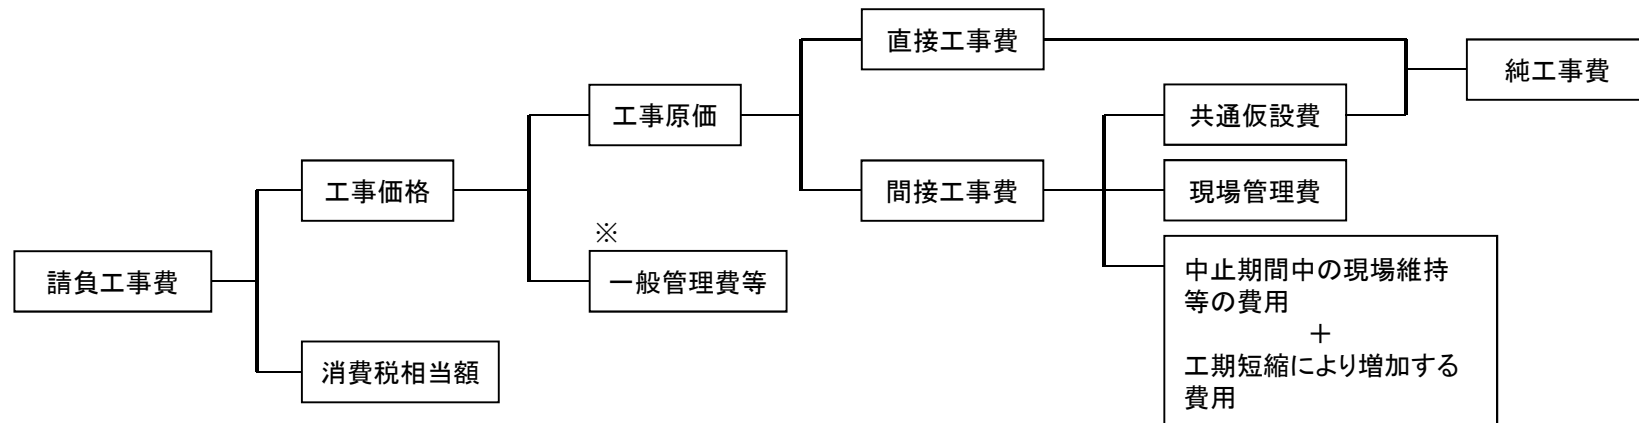 直接工事費
純工事費
工事原価
共通仮設費
工事価格
間接工事費
現場管理費
※
請負工事費
一般管理費等
中止期間中の現場維持
等の費用
＋
工期短縮により増加する
費用
消費税相当額